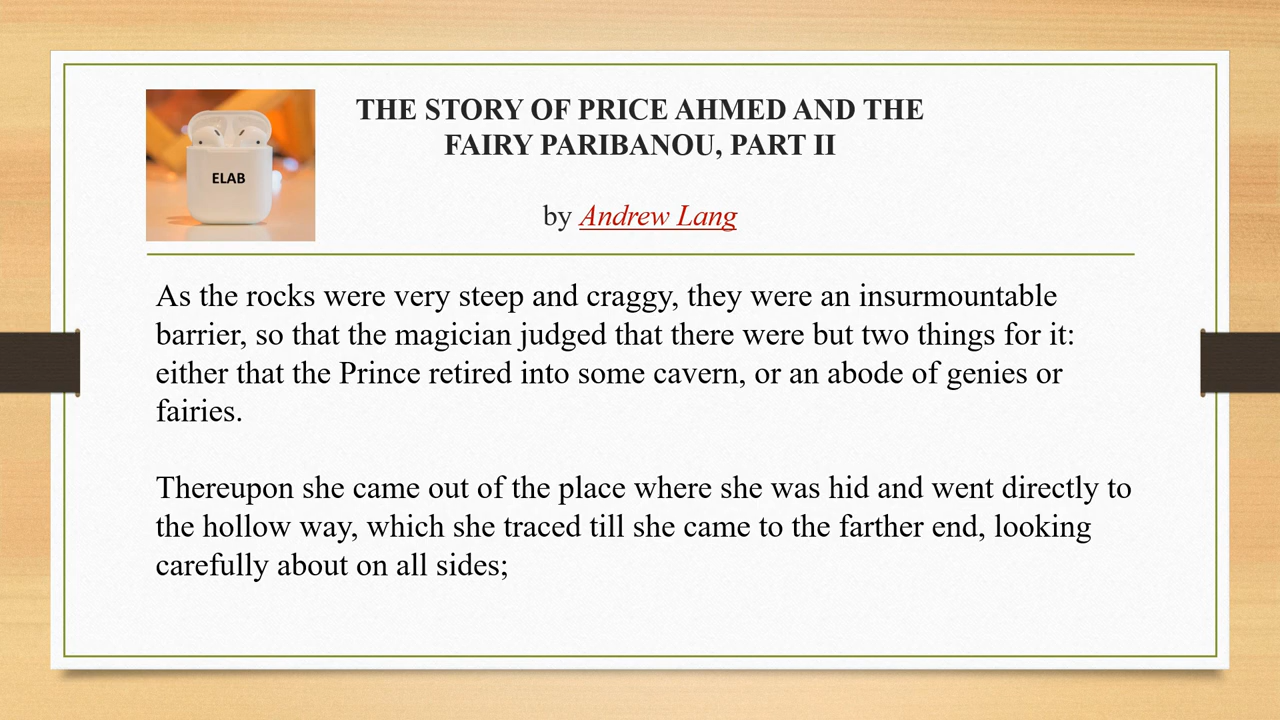 THE STORY OF PRICE AHMED AND THE
FAIRY PARIBANOU, PART II
ELAB
by Andrew Lang
As the rocks were very steep and craggy, they were an insurmountable
barrier, so that the magician judged that there were but two things for it:
either that the Prince retired into some cavern, or an abode of genies or
fairies.
Thereupon she came out of the place where she was hid and went directly to
the hollow way, which she traced till she came to the farther end, looking
carefully about on all sides;